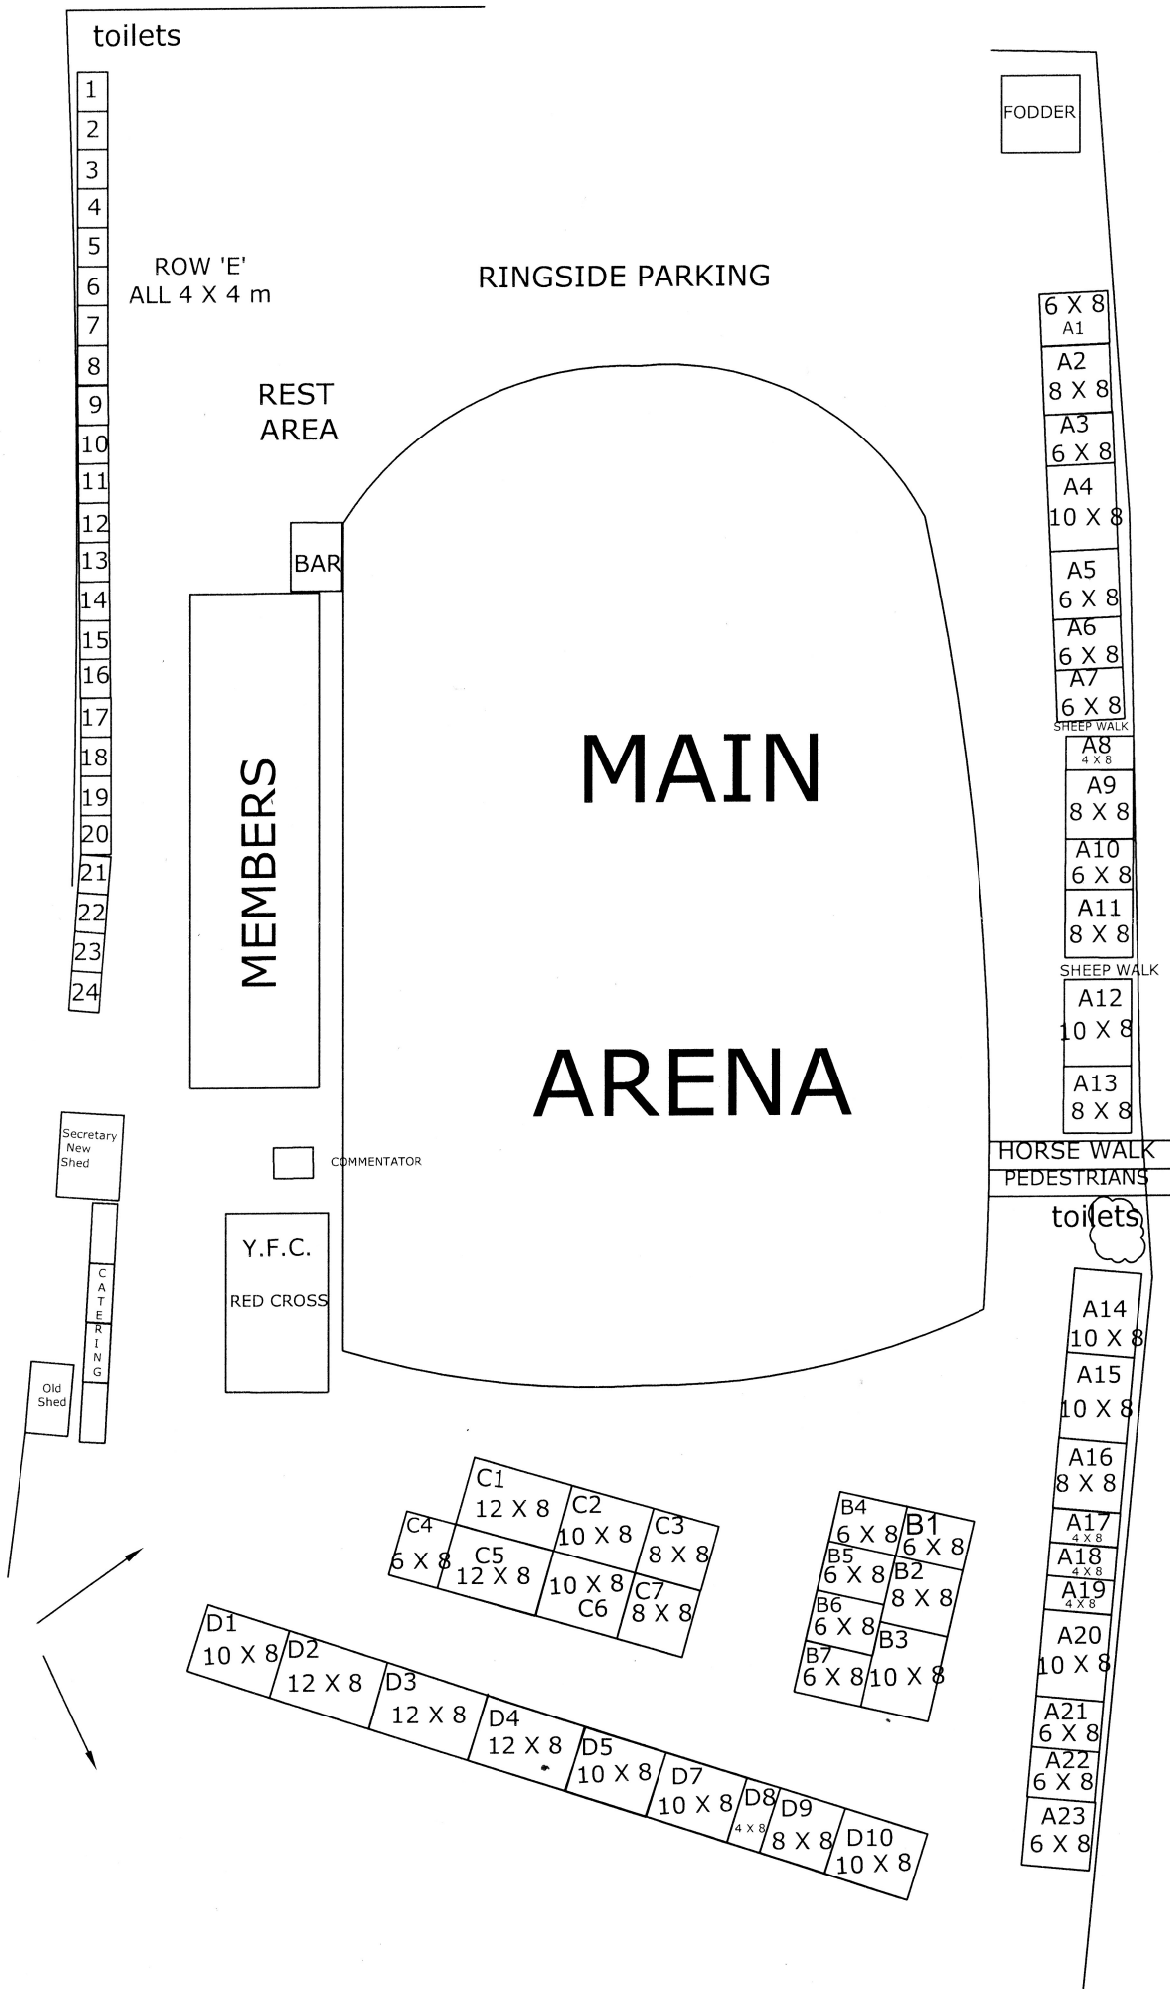 toilets
1
2
3
4
5
6
7
8
9
10
11
12
13
14
15
16
17
18
19
20
21
22
23
24
ROW 'E'
ALL 4 X 4 m
RINGSIDE PARKING
FODDER
REST
AREA
BAR
MEMBERS
MAIN
ARENA
6 X 8
A1
A2
8 X 8
A3
6 X 8
A4
10 X 8
A5
6 X 8
A6
6 X 8
A7
6 X 8
SHEEP WALK
A8
4 X 8
A9
8 X 8
A10
6 X 8
A11
8 X 8
SHEEP WALK
A12
10 X 8
A13
8 X 8
HORSE WALK
PEDESTRIANS
toilets
Secretary
New
Shed
COMMENTATOR
Y.F.C.
RED CROSS
CATERING
Old
Shed
A14
10 X 8
A15
10 X 8
A16
8 X 8
A17
4 X 8
A18
4 X 8
A19
4 X 8
A20
10 X 8
A21
6 X 8
A22
6 X 8
A23
6 X 8
C1
12 X 8
C2
10 X 8
C3
8 X 8
C4
6 X 8
C5
12 X 8
10 X 8
C6
C7
8 X 8
B4
6 X 8
B1
6 X 8
B5
6 X 8
B2
8 X 8
B6
6 X 8
B3
10 X 8
B7
6 X 8
D1
10 X 8
D2
12 X 8
D3
12 X 8
D4
12 X 8
D5
10 X 8
D7
10 X 8
D8
4 X 8
D9
8 X 8
D10
10 X 8